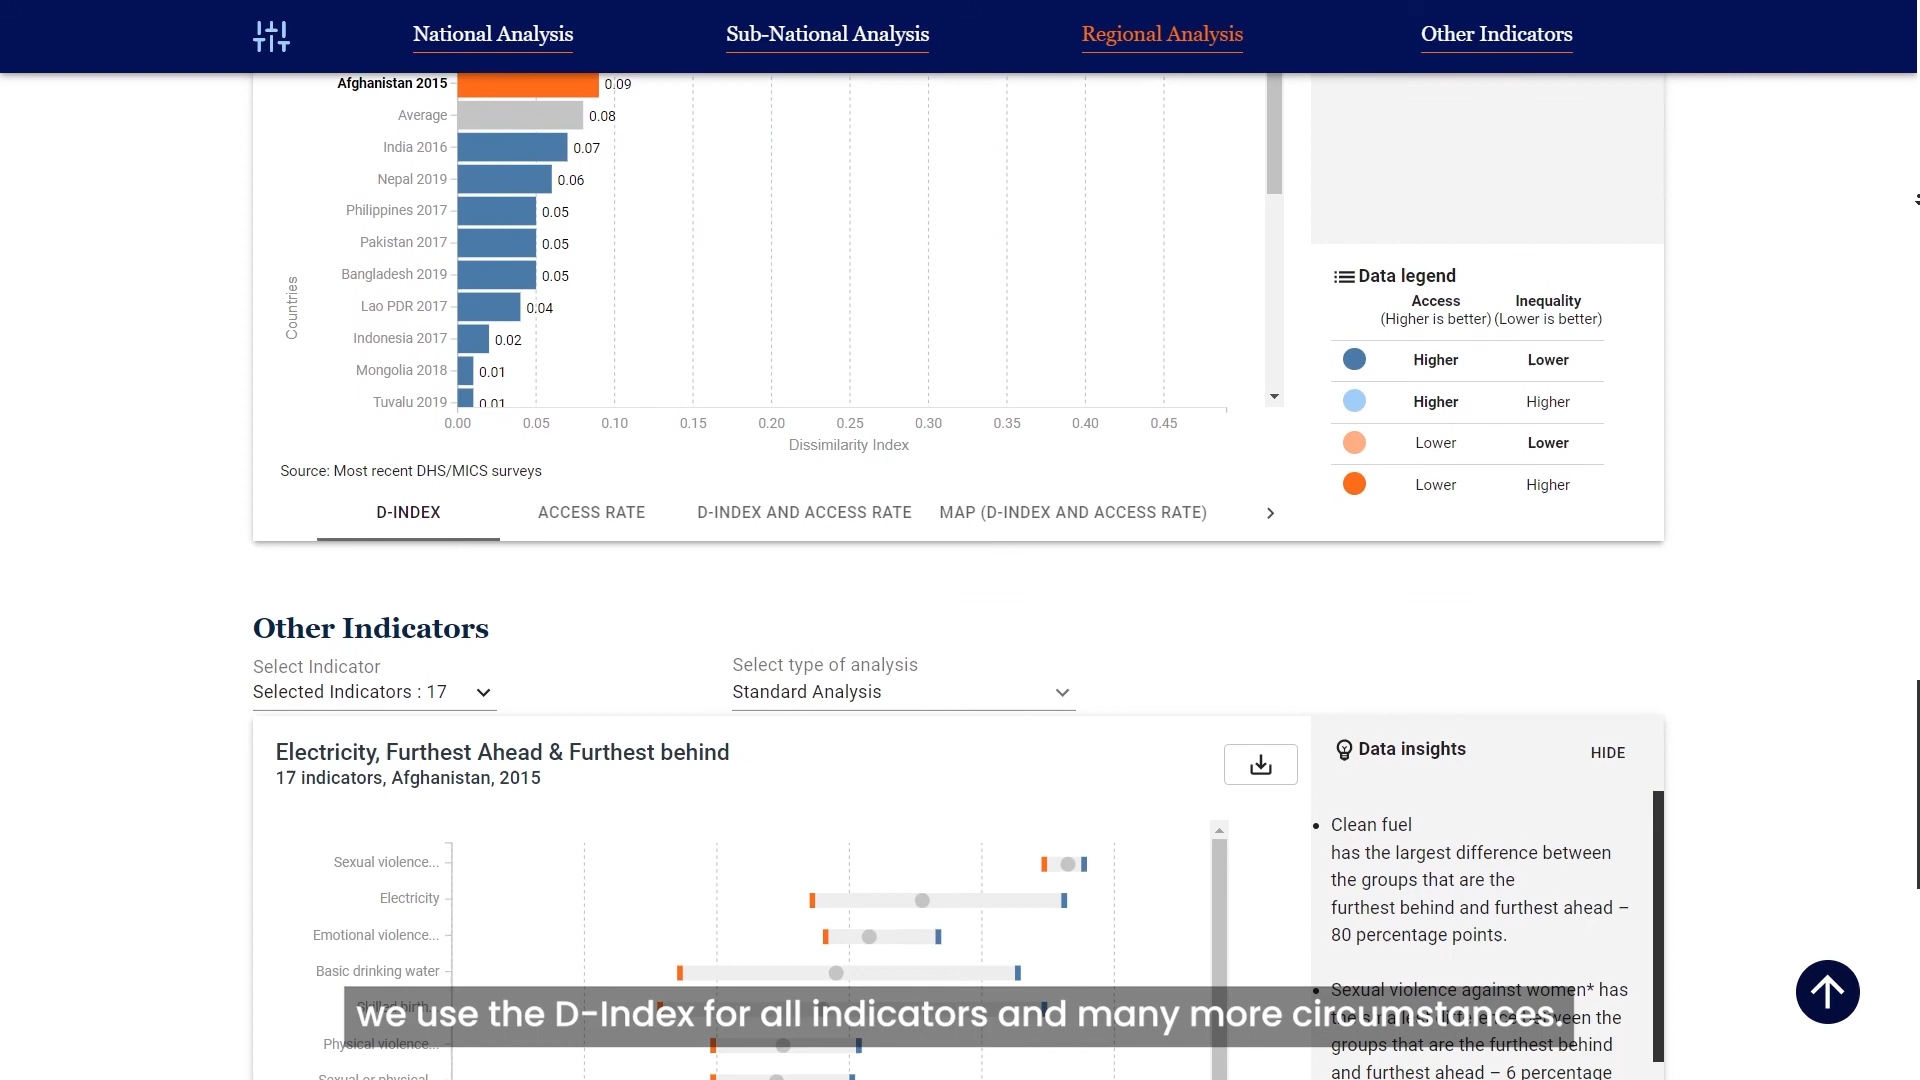 National Analysis
Sub-National Analysis
Regional Analysis
Other Indicators
Afghanistan 2015
0.09
Average
0.08
India 2016
0.07
Nepal 2019
0.06
Philippines 2017
0.05
Pakistan 2017
0.05
Bangladesh 2019
0.05
Lao PDR 2017
0.04
Indonesia 2017
0.02
Mongolia 2018
0.01
Tuvalu 2019
0.01
Countries
0.00 0.05 0.10 0.15 0.20 0.25 0.30 0.35 0.40 0.45
Dissimilarity Index
Source: Most recent DHS/MICS surveys
D-INDEX
ACCESS RATE
D-INDEX AND ACCESS RATE
MAP (D-INDEX AND ACCESS RATE)
Data legend
Access Inequality
(Higher is better) (Lower is better)
Higher Lower
Higher Higher
Lower Lower
Lower Higher
Other Indicators
Select Indicator
Selected Indicators : 17
Select type of analysis
Standard Analysis
Electricity, Furthest Ahead & Furthest behind
17 indicators, Afghanistan, 2015
Sexual violence...
Electricity
Emotional violence...
Basic drinking water
Skilled birth...
Physical violence...
Sexual or physical...
Data insights
HIDE
• Clean fuel
has the largest difference between
the groups that are the
furthest behind and furthest ahead –
80 percentage points.
• Sexual violence against women* has
the smallest difference between the
groups that are the furthest behind
and furthest ahead – 6 percentage
we use the D-Index for all indicators and many more circumstances.